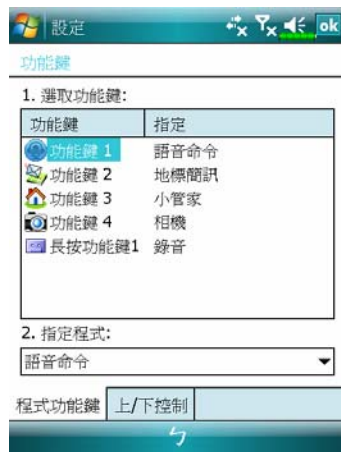 設定 ok
功能鍵
1. 選取功能鍵:
功能鍵 指定
功能鍵 1 語音命令
功能鍵 2 地標簡訊
功能鍵 3 小管家
功能鍵 4 相機
長按功能鍵1 錄音
2. 指定程式:
語音命令
程式功能鍵 上/下控制
ㄅ